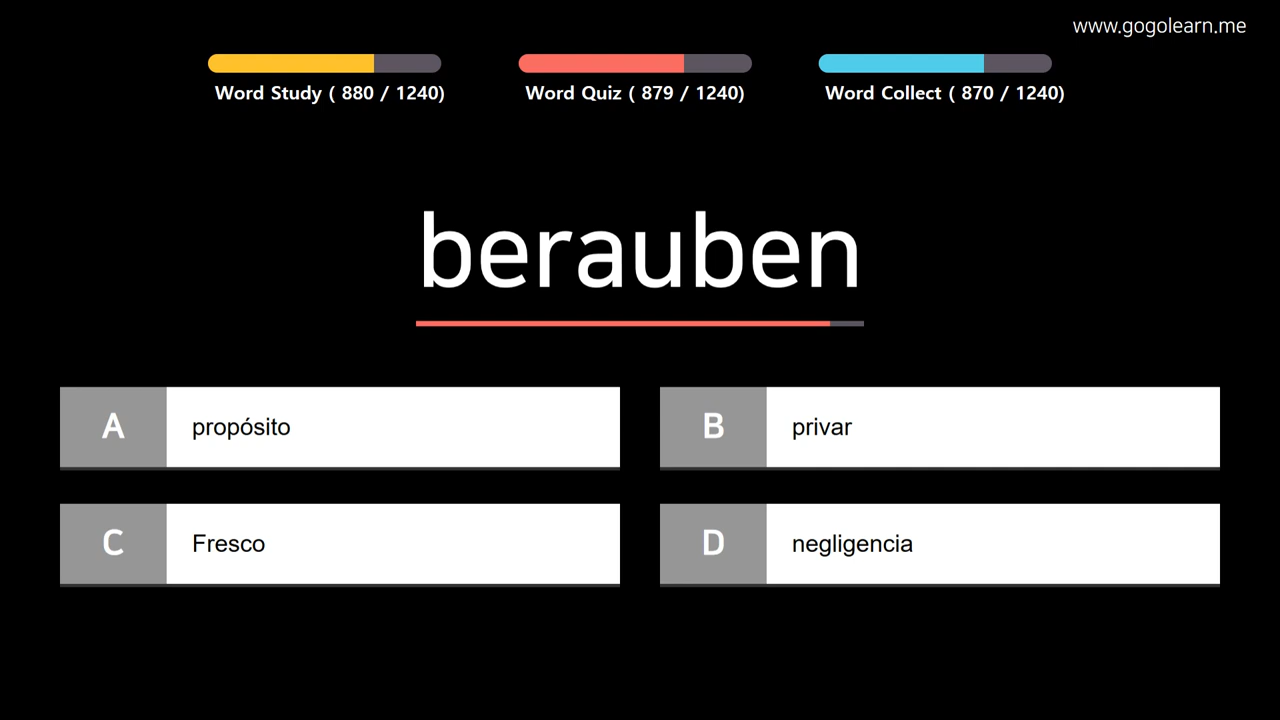 www.gogolearn.me
Word Study ( 880 / 1240)
Word Quiz ( 879 / 1240)
Word Collect ( 870 / 1240)
berauben
A propósito
B privar
C Fresco
D negligencia